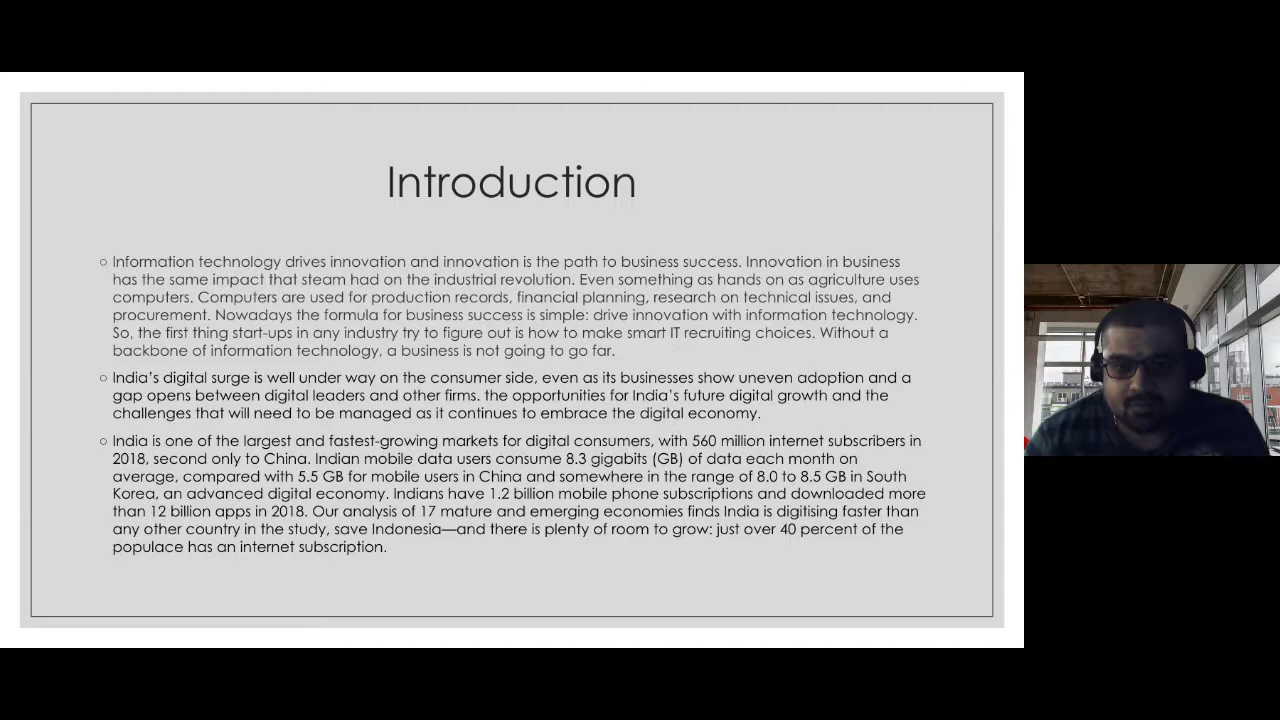 Introduction
○ Information technology drives innovation and innovation is the path to business success. Innovation in business
has the same impact that steam had on the industrial revolution. Even something as hands on as agriculture uses
computers. Computers are used for production records, financial planning, research on technical issues, and
procurement. Nowadays the formula for business success is simple: drive innovation with information technology.
So, the first thing start-ups in any industry try to figure out is how to make smart IT recruiting choices. Without a
backbone of information technology, a business is not going to go far.
○ India's digital surge is well under way on the consumer side, even as its businesses show uneven adoption and a
gap opens between digital leaders and other firms. the opportunities for India's future digital growth and the
challenges that will need to be managed as it continues to embrace the digital economy.
○ India is one of the largest and fastest-growing markets for digital consumers, with 560 million internet subscribers in
2018, second only to China. Indian mobile data users consume 8.3 gigabits (GB) of data each month on
average, compared with 5.5 GB for mobile users in China and somewhere in the range of 8.0 to 8.5 GB in South
Korea, an advanced digital economy. Indians have 1.2 billion mobile phone subscriptions and downloaded more
than 12 billion apps in 2018. Our analysis of 17 mature and emerging economies finds India is digitising faster than
any other country in the study, save Indonesia—and there is plenty of room to grow: just over 40 percent of the
populace has an internet subscription.